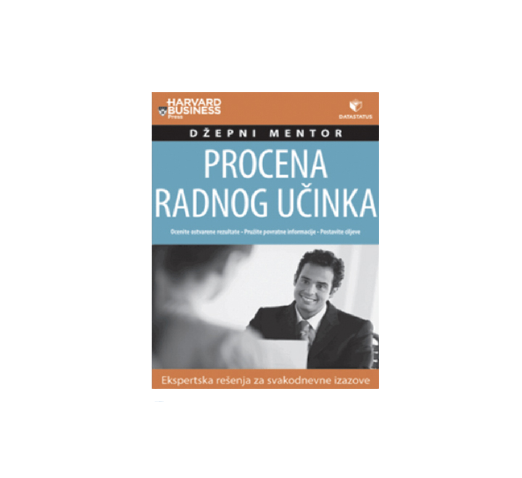 HARVARD
BUSINESS
Press
DATASTATUS
DŽEPNI MENTOR
PROCENA
RADNOG UČINKA
Ocenite ostvarene rezultate - Pružite povratne informacije - Postavite ciljeve
Ekspertska rešenja za svakodnevne izazove